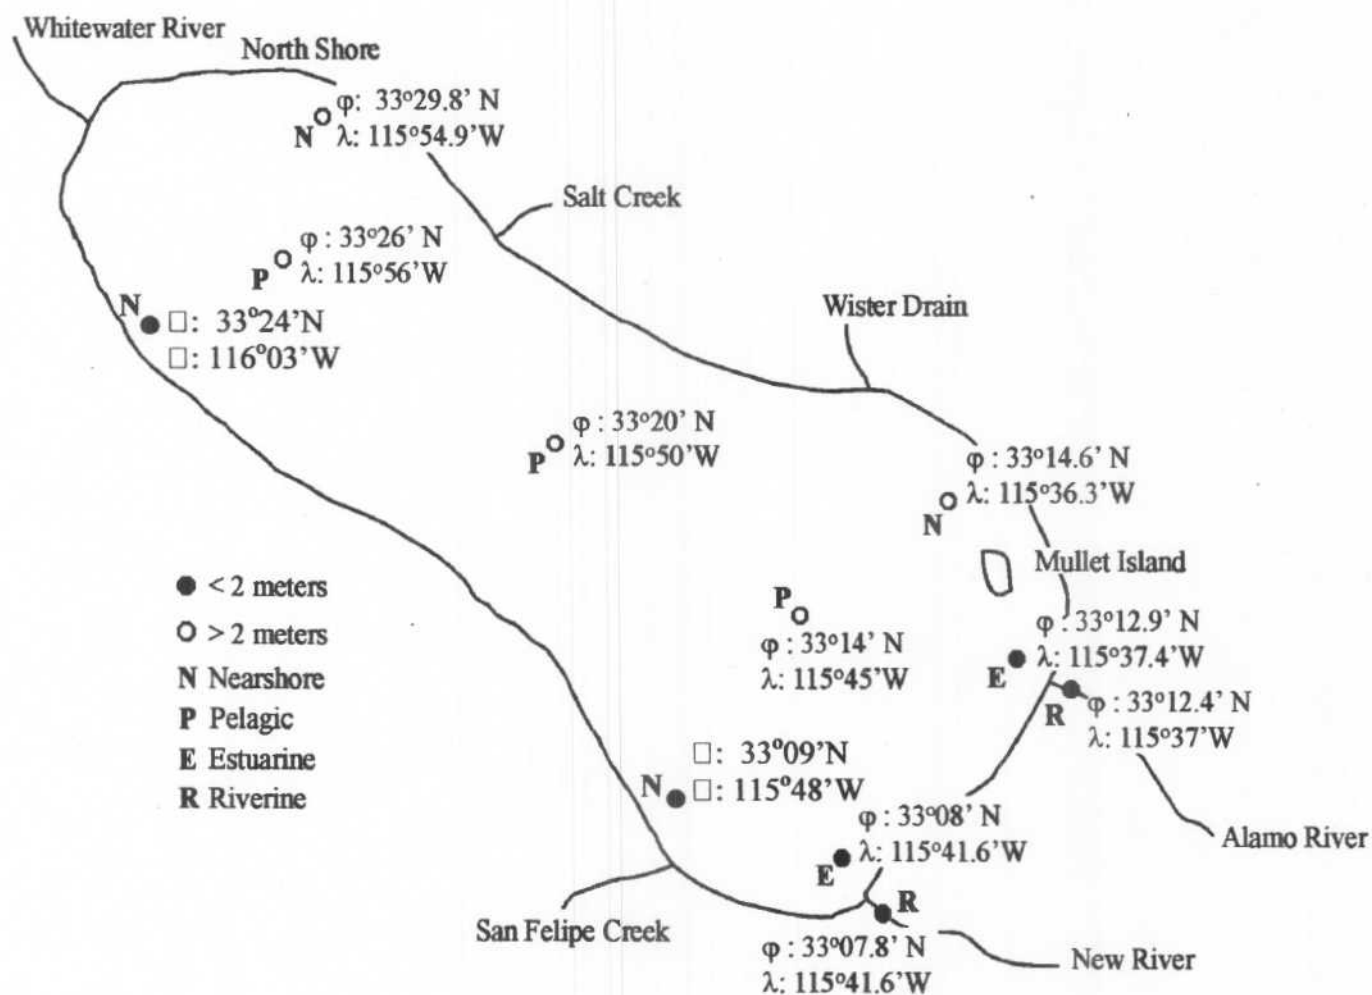 Whitewater River
North Shore
φ: 33°29.8' N
N λ: 115°54.9'W
Salt Creek
φ : 33°26' N
P λ: 115°56'W
N
□: 33°24'N
□: 116°03'W
Wister Drain
φ : 33°20' N
P λ: 115°50'W
φ : 33°14.6' N
λ: 115°36.3'W
N
Mullet Island
< 2 meters
> 2 meters
N Nearshore
P Pelagic
E Estuarine
R Riverine
P
φ : 33°14' N
λ: 115°45'W
φ : 33°12.9' N
E λ: 115°37.4'W
R φ : 33°12.4' N
λ: 115°37'W
□: 33°09'N
N □: 115°48'W
φ : 33°08' N
E λ: 115°41.6'W
Alamo River
R
San Felipe Creek
φ : 33°07.8' N
λ: 115°41.6'W
New River